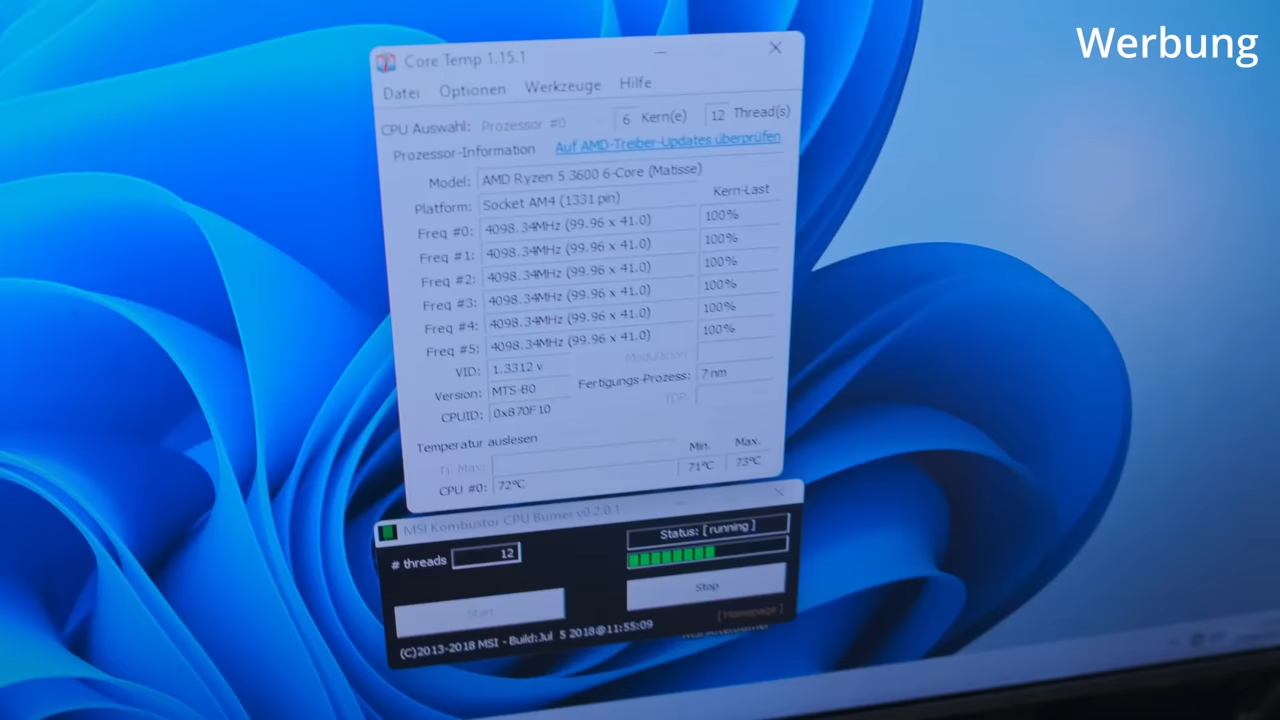 Werbung
Core Temp 1.15.1
Datei Optionen Werkzeuge Hilfe
CPU Auswahl: Prozessor #0 6 Kern(e) 12 Thread(s)
Prozessor-Information Auf AMD-Treiber-Updates überprüfen
Model: AMD Ryzen 5 3600 6-Core (Matisse)
Platform: Socket AM4 (1331 pin) Kern-Last
Freq #0: 4098.34MHz (99.96 x 41.0) 100%
Freq #1: 4098.34MHz (99.96 x 41.0) 100%
Freq #2: 4098.34MHz (99.96 x 41.0) 100%
Freq #3: 4098.34MHz (99.96 x 41.0) 100%
Freq #4: 4098.34MHz (99.96 x 41.0) 100%
Freq #5: 4098.34MHz (99.96 x 41.0) 100%
VID: 1.3312 v Modulation:
Version: MTS-B0 Fertigungs-Prozess: 7 nm
CPUID: 0x870F10 TDP:
Temperatur auslesen
Tj. Max: Min. Max.
CPU #0: 72°C 71°C 73°C
MSI Kombustor CPU Burner v0.2.0.1
# threads 12 Status: [ running ]
Start Stop
[ Homepage ]
(C)2013-2018 MSI - Build:Jul 5 2018@11:55:09